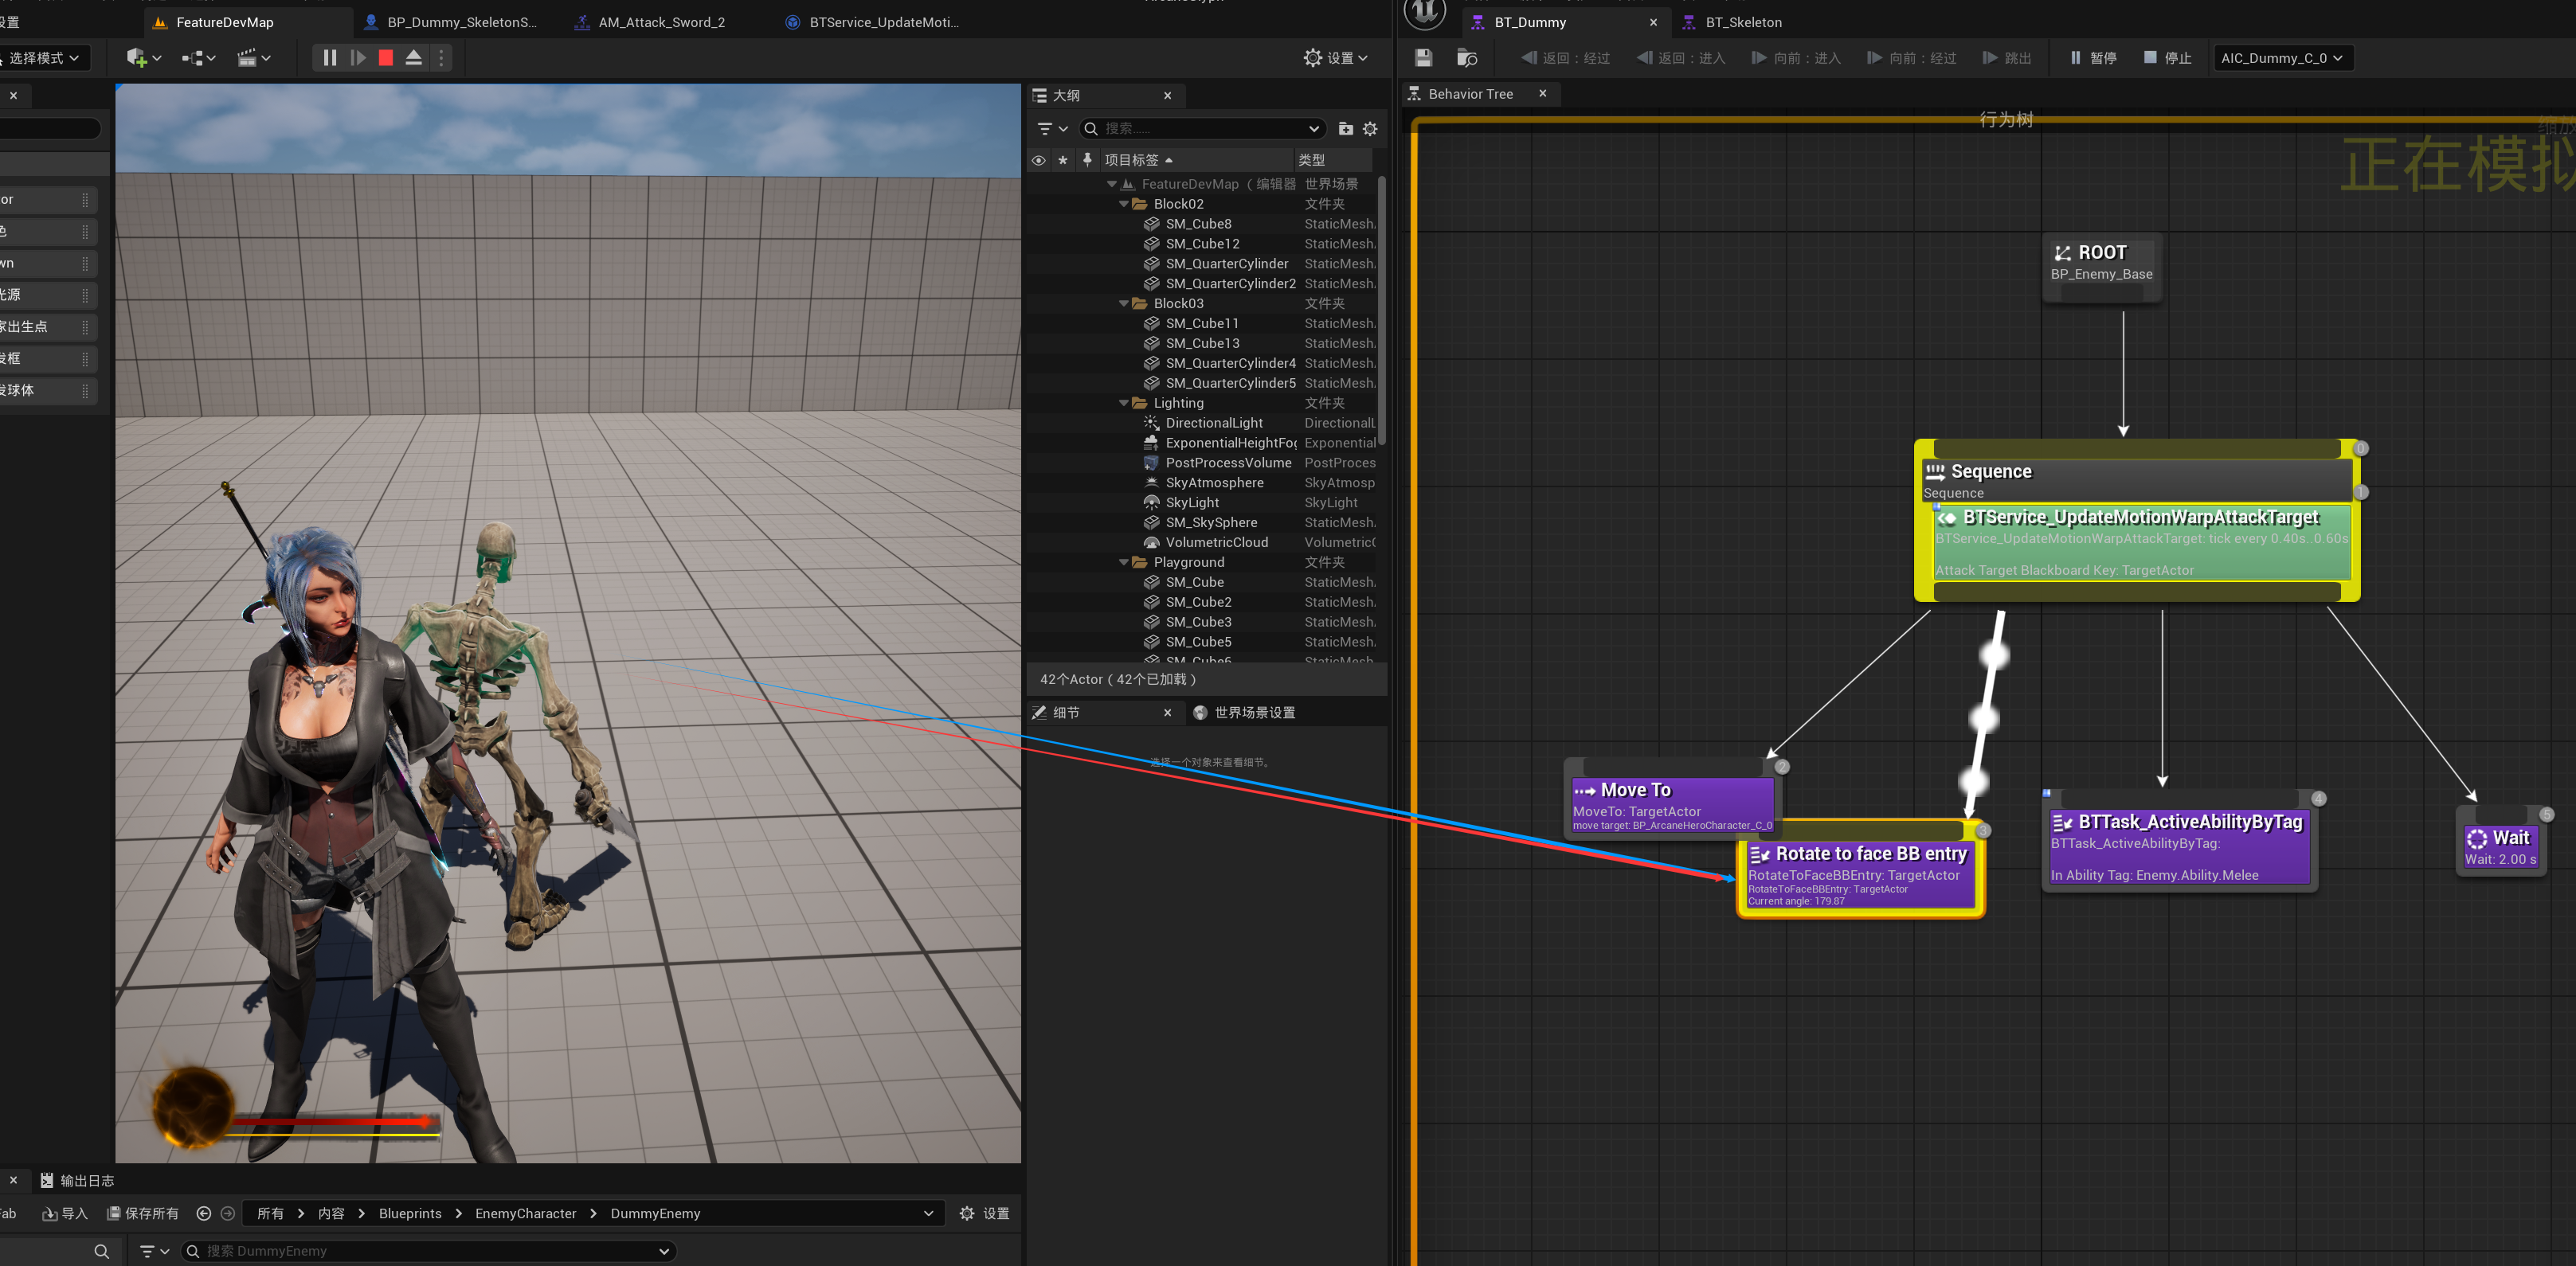 FeatureDevMap
BP_Dummy_SkeletonS...
AM_Attack_Sword_2
BTService_UpdateMoti...
BT_Dummy
BT_Skeleton
选择模式
设置
返回：经过
返回：进入
向前：进入
向前：经过
跳出
暂停
停止
AIC_Dummy_C_0
大纲
Behavior Tree
搜索......
行为树
正在模拟
项目标签
类型
FeatureDevMap（编辑器
世界场景
Block02
文件夹
SM_Cube8
StaticMesh
SM_Cube12
StaticMesh
SM_QuarterCylinder
StaticMesh
SM_QuarterCylinder2
StaticMesh
Block03
文件夹
SM_Cube11
StaticMesh
SM_Cube13
StaticMesh
SM_QuarterCylinder4
StaticMesh
SM_QuarterCylinder5
StaticMesh
Lighting
文件夹
DirectionalLight
Directional
ExponentialHeightFog
Exponential
PostProcessVolume
PostProces
SkyAtmosphere
SkyAtmosp
SkyLight
SkyLight
SM_SkySphere
StaticMesh
VolumetricCloud
Volumetric
Playground
文件夹
SM_Cube
StaticMesh
SM_Cube2
StaticMesh
SM_Cube3
StaticMesh
SM_Cube5
StaticMesh
SM_Cube6
StaticMesh
42个Actor（42个已加载）
细节
世界场景设置
选择一个对象来查看细节。
or
色
wn
光源
家出生点
发框
发球体
ROOT
BP_Enemy_Base
0
Sequence
Sequence
1
BTService_UpdateMotionWarpAttackTarget
BTService_UpdateMotionWarpAttackTarget: tick every 0.40s..0.60s
Attack Target Blackboard Key: TargetActor
2
Move To
MoveTo: TargetActor
move target: BP_ArcaneHeroCharacter_C_0
3
Rotate to face BB entry
RotateToFaceBBEntry: TargetActor
RotateToFaceBBEntry: TargetActor
Current angle: 179.87
4
BTTask_ActiveAbilityByTag
BTTask_ActiveAbilityByTag:
In Ability Tag: Enemy.Ability.Melee
5
Wait
Wait: 2.00 s
输出日志
Fab
导入
保存所有
所有
内容
Blueprints
EnemyCharacter
DummyEnemy
设置
搜索 DummyEnemy